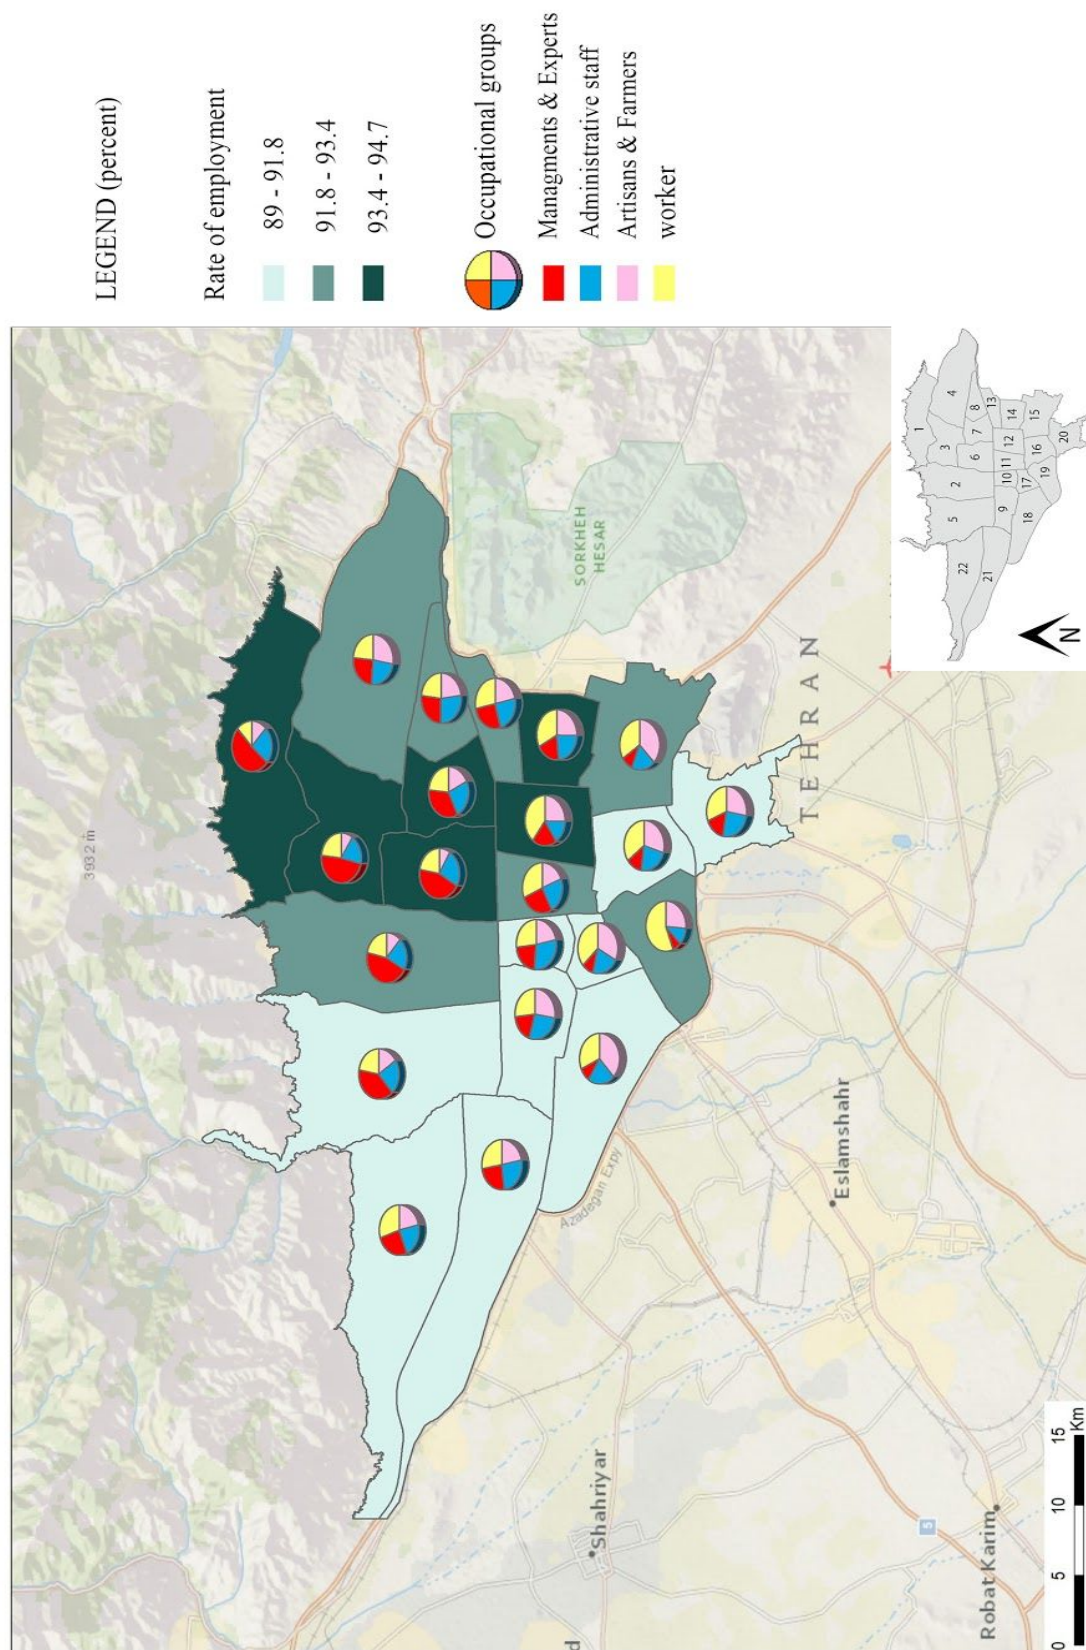 LEGEND (percent)
Rate of employment
89 - 91.8
91.8 - 93.4
93.4 - 94.7
Occupational groups
Managments & Experts
Administrative staff
Artisans & Farmers
worker
3932 m
SORKHEH
HESAR
TEHRAN
Azadegan Expy
Eslamshahr
Shahriyar
Robat Karim
5
d
0 5 10 15
Km
N
1
2
3
4
5
6
7
8
9
10
11
12
13
14
15
16
17
18
19
20
21
22